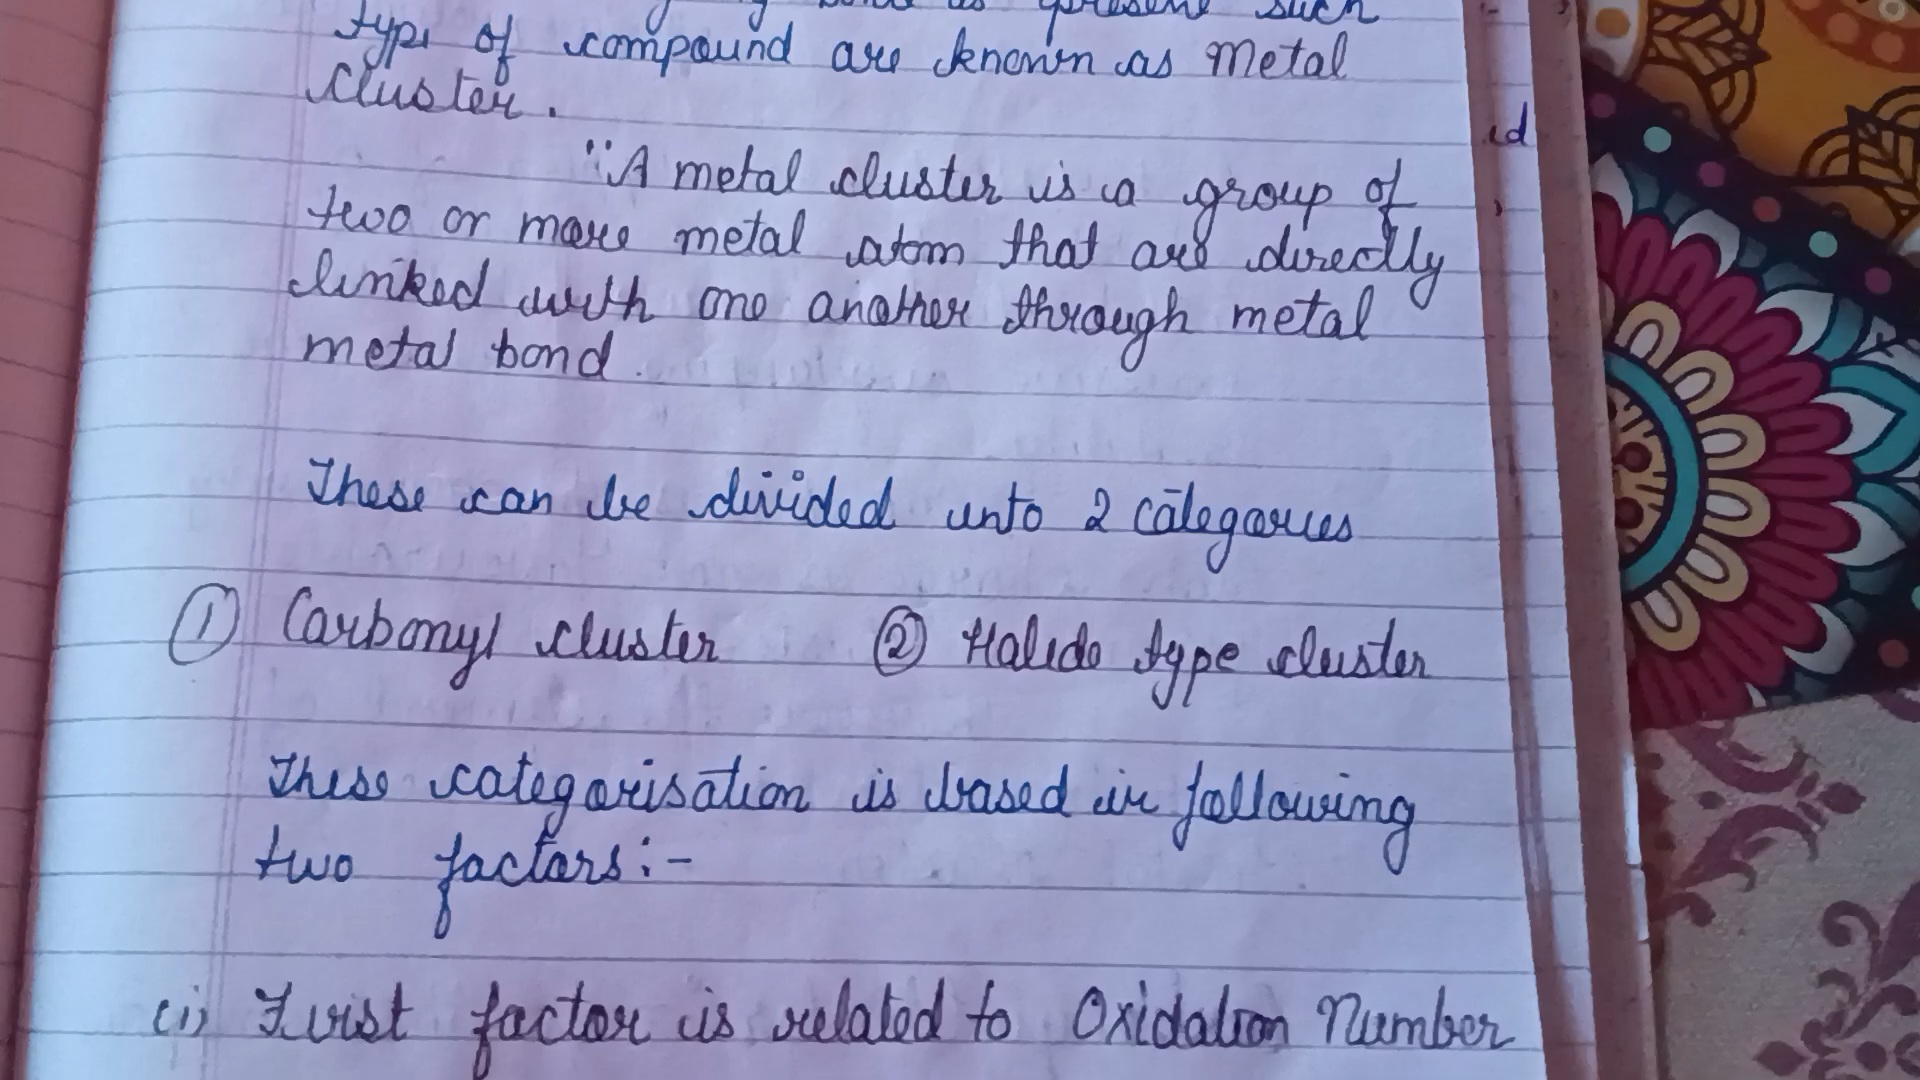 is present such
type of compound are known as Metal
Cluster.
"A metal cluster is a group of
two or more metal atom that are directly
linked with one another through metal
metal bond.
These can be divided into 2 categories
① Carbonyl cluster ② Halide type cluster
These categorisation is based in following
two factors:-
(i) First factor is related to Oxidation Number